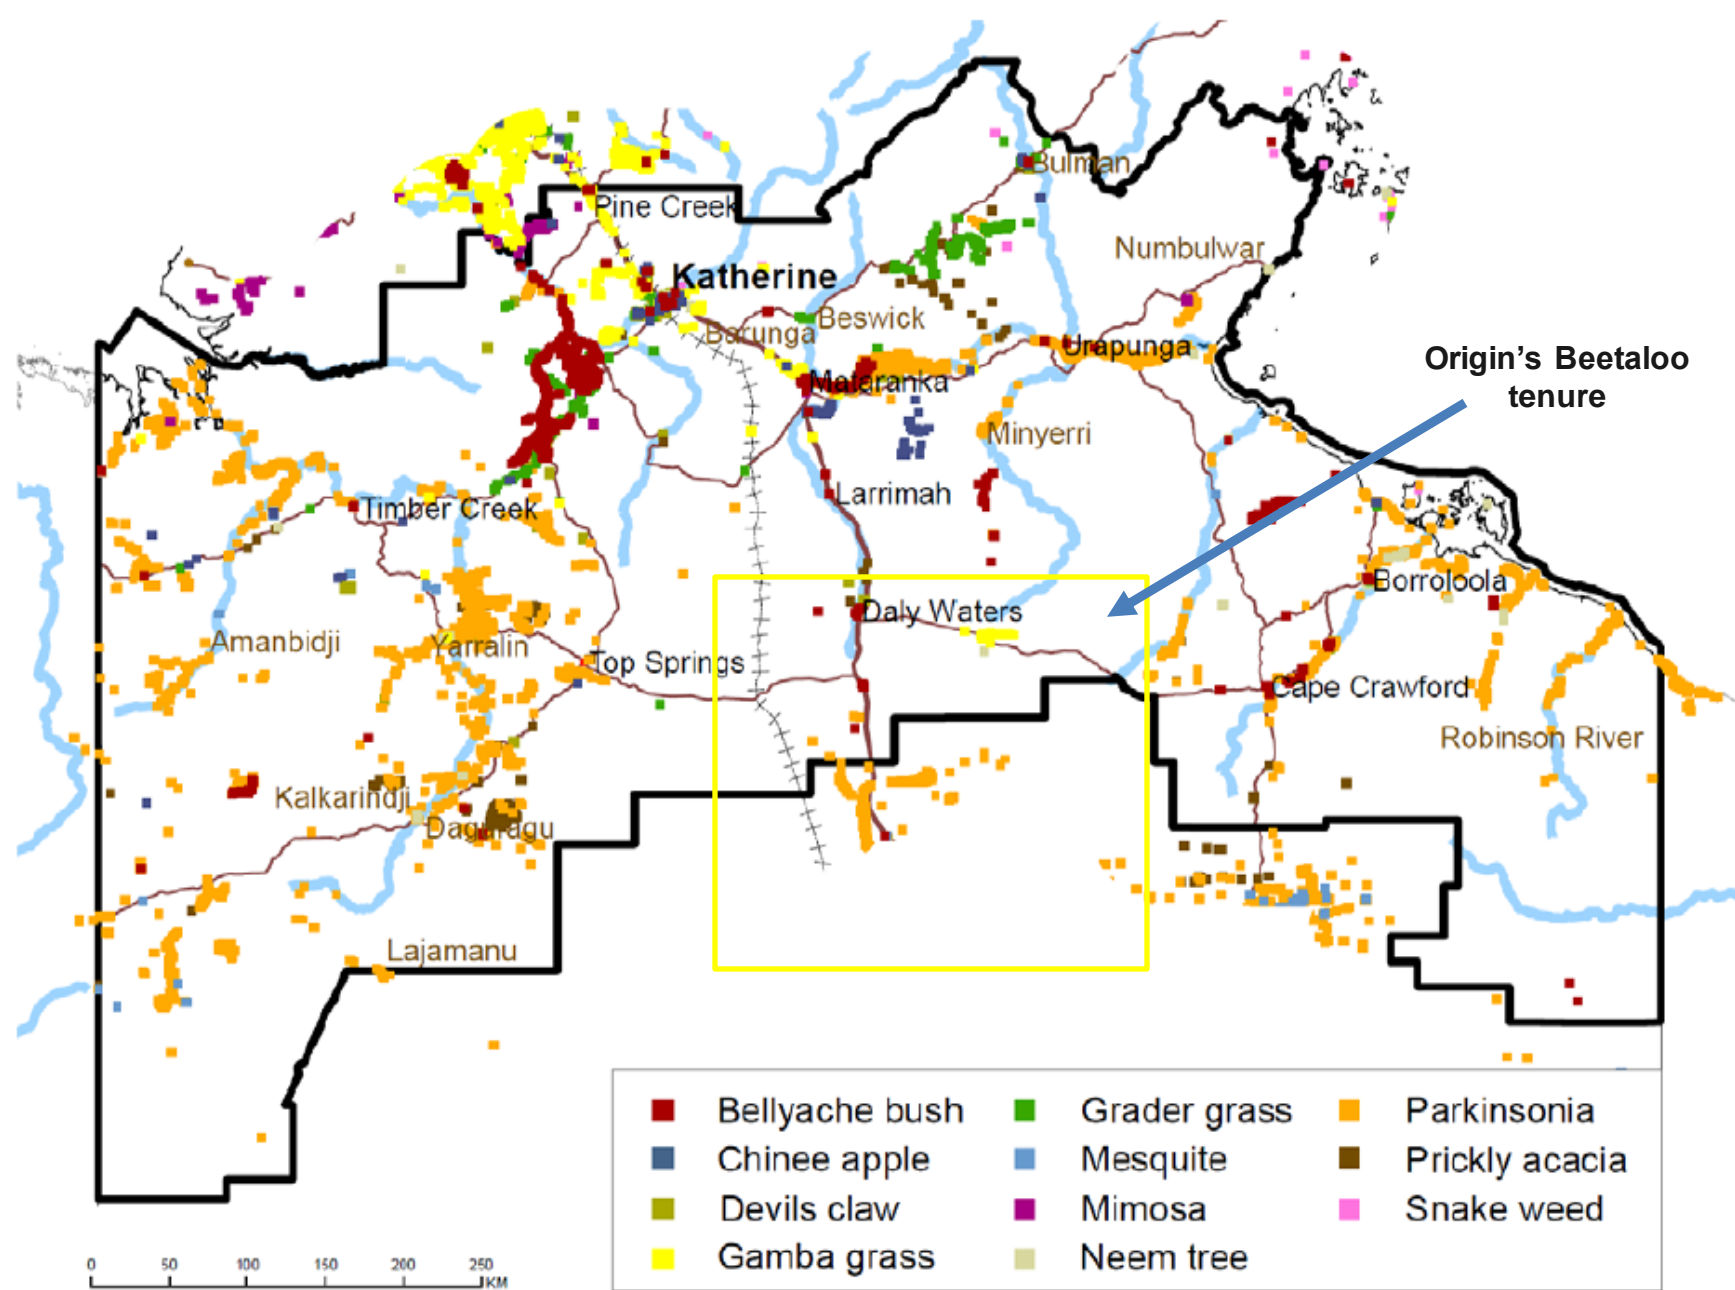 Bulman
Pine Creek
Numbulwar
Katherine
Beswick
Barunga
Urapunga
Origin's Beetaloo
tenure
Mataranka
Minyerri
Larrimah
Timber Creek
Borroloola
Daly Waters
Amanbidji
Yarralin
Top Springs
Cape Crawford
Robinson River
Kalkarindji
Daguragu
Lajamanu
Bellyache bush
Grader grass
Parkinsonia
Chinee apple
Mesquite
Prickly acacia
Devils claw
Mimosa
Snake weed
Gamba grass
Neem tree
0 50 100 150 200 250
KM